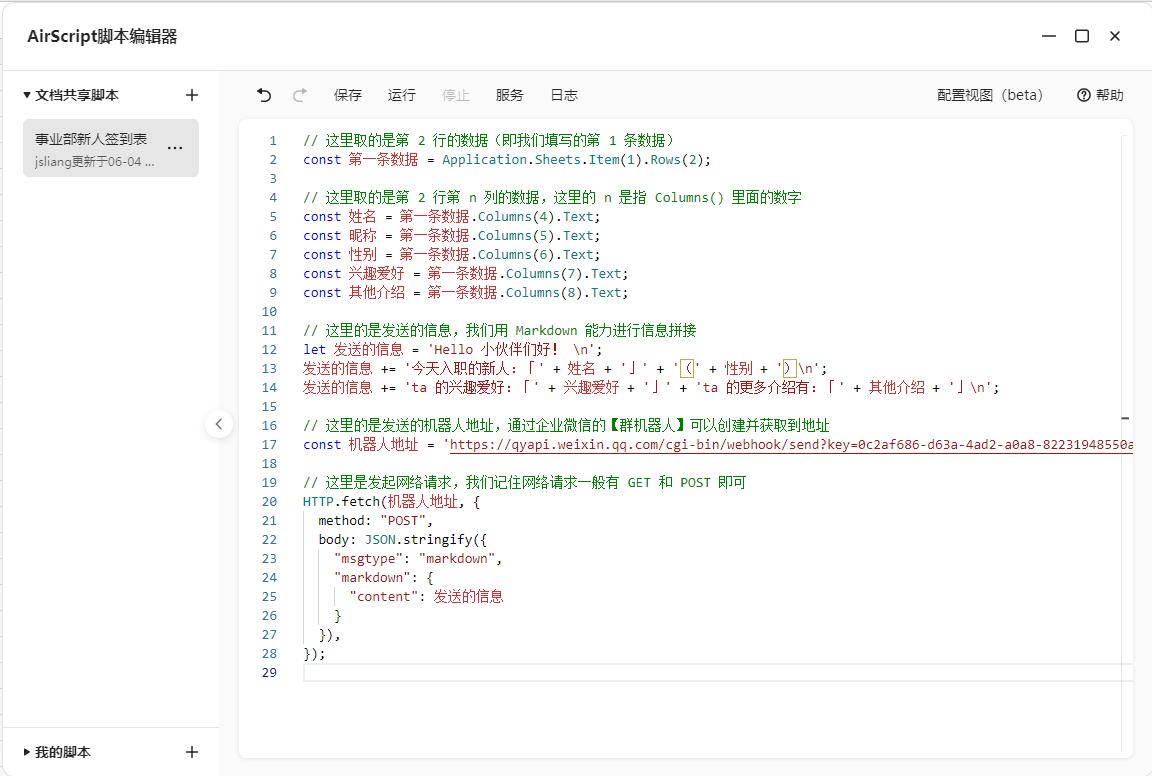 AirScript脚本编辑器
文档共享脚本
事业部新人签到表
jsliang更新于06-04 ...
我的脚本
保存 运行 停止 服务 日志 配置视图（beta） 帮助
1 // 这里取的是第 2 行的数据（即我们填写的第 1 条数据）
2 const 第一条数据 = Application.Sheets.Item(1).Rows(2);
3
4 // 这里取的是第 2 行第 n 列的数据，这里的 n 是指 Columns() 里面的数字
5 const 姓名 = 第一条数据.Columns(4).Text;
6 const 昵称 = 第一条数据.Columns(5).Text;
7 const 性别 = 第一条数据.Columns(6).Text;
8 const 兴趣爱好 = 第一条数据.Columns(7).Text;
9 const 其他介绍 = 第一条数据.Columns(8).Text;
10
11 // 这里的是发送的信息，我们用 Markdown 能力进行信息拼接
12 let 发送的信息 = 'Hello 小伙伴们好！ \n';
13 发送的信息 += '今天入职的新人：「' + 姓名 + '」' + '（' + 性别 + '）\n';
14 发送的信息 += 'ta 的兴趣爱好：「' + 兴趣爱好 + '」' + 'ta 的更多介绍有：「' + 其他介绍 + '」\n';
15
16 // 这里的是发送的机器人地址，通过企业微信的【群机器人】可以创建并获取到地址
17 const 机器人地址 = 'https://qyapi.weixin.qq.com/cgi-bin/webhook/send?key=0c2af686-d63a-4ad2-a0a8-82231948550a
18
19 // 这里是发起网络请求，我们记住网络请求一般有 GET 和 POST 即可
20 HTTP.fetch(机器人地址, {
21 method: "POST",
22 body: JSON.stringify({
23 "msgtype": "markdown",
24 "markdown": {
25 "content": 发送的信息
26 }
27 }),
28 });
29